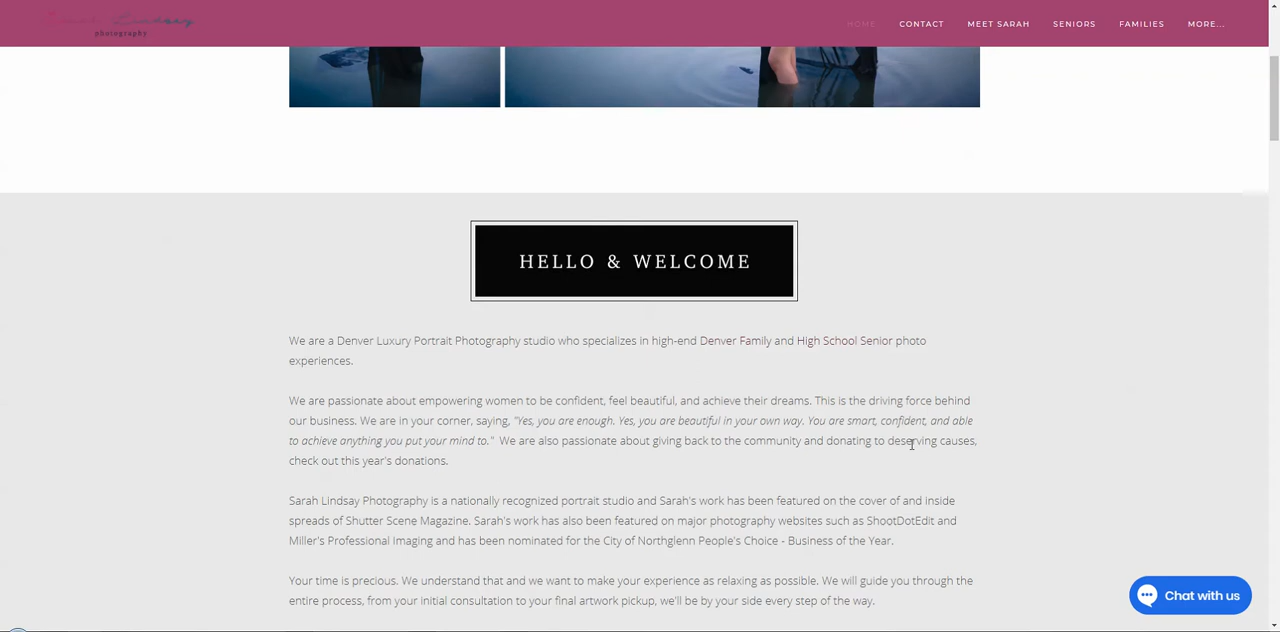 Sarah Lindsay
photography
HOME CONTACT MEET SARAH SENIORS FAMILIES MORE...
HELLO & WELCOME
We are a Denver Luxury Portrait Photography studio who specializes in high-end Denver Family and High School Senior photo
experiences.
We are passionate about empowering women to be confident, feel beautiful, and achieve their dreams. This is the driving force behind
our business. We are in your corner, saying, "Yes, you are enough. Yes, you are beautiful in your own way. You are smart, confident, and able
to achieve anything you put your mind to." We are also passionate about giving back to the community and donating to deserving causes,
check out this year's donations.
Sarah Lindsay Photography is a nationally recognized portrait studio and Sarah's work has been featured on the cover of and inside
spreads of Shutter Scene Magazine. Sarah's work has also been featured on major photography websites such as ShootDotEdit and
Miller's Professional Imaging and has been nominated for the City of Northglenn People's Choice - Business of the Year.
Your time is precious. We understand that and we want to make your experience as relaxing as possible. We will guide you through the
entire process, from your initial consultation to your final artwork pickup, we'll be by your side every step of the way.
Chat with us